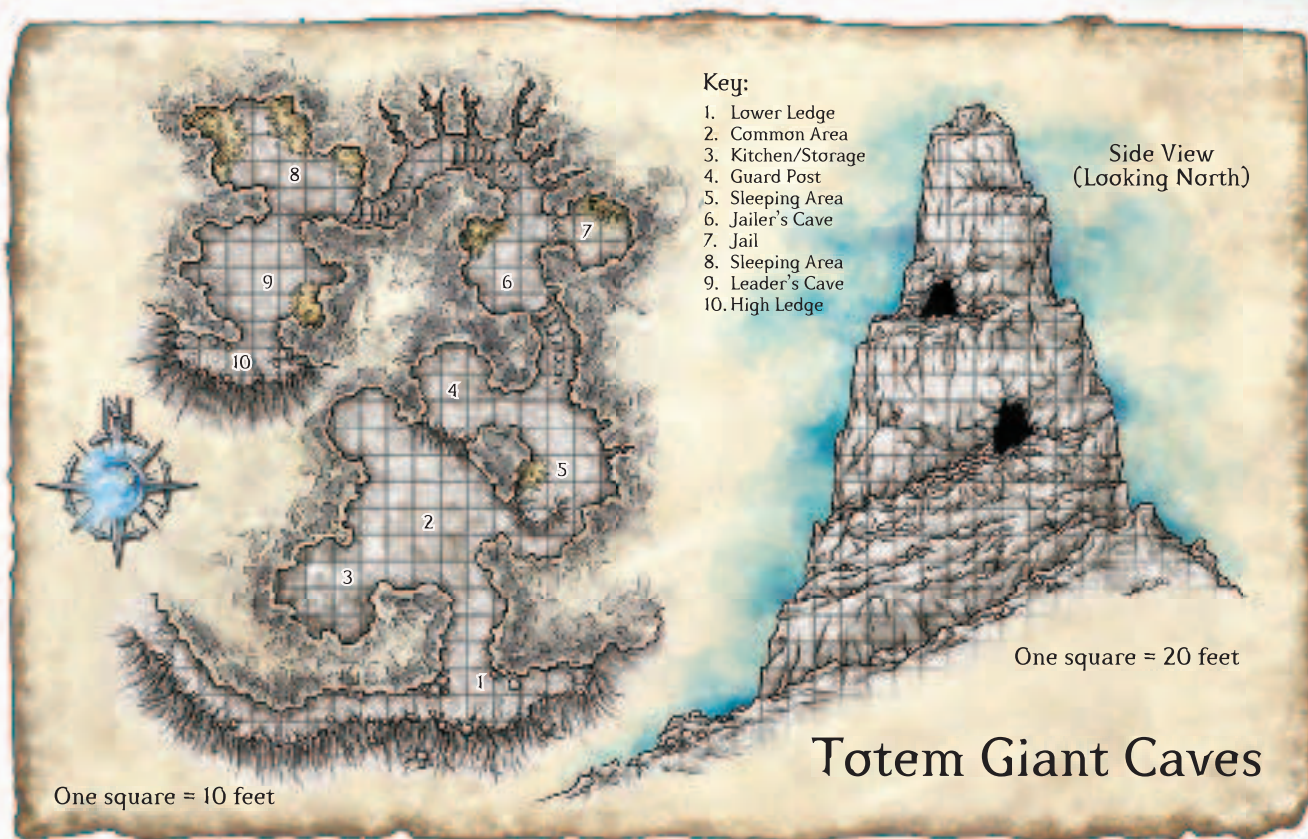 Key:
1. Lower Ledge
2. Common Area
3. Kitchen/Storage
4. Guard Post
5. Sleeping Area
6. Jailer's Cave
7. Jail
8. Sleeping Area
9. Leader's Cave
10. High Ledge
Side View
(Looking North)
8
7
9
6
10
4
N
5
2
3
1
One square = 20 feet
Totem Giant Caves
One square = 10 feet